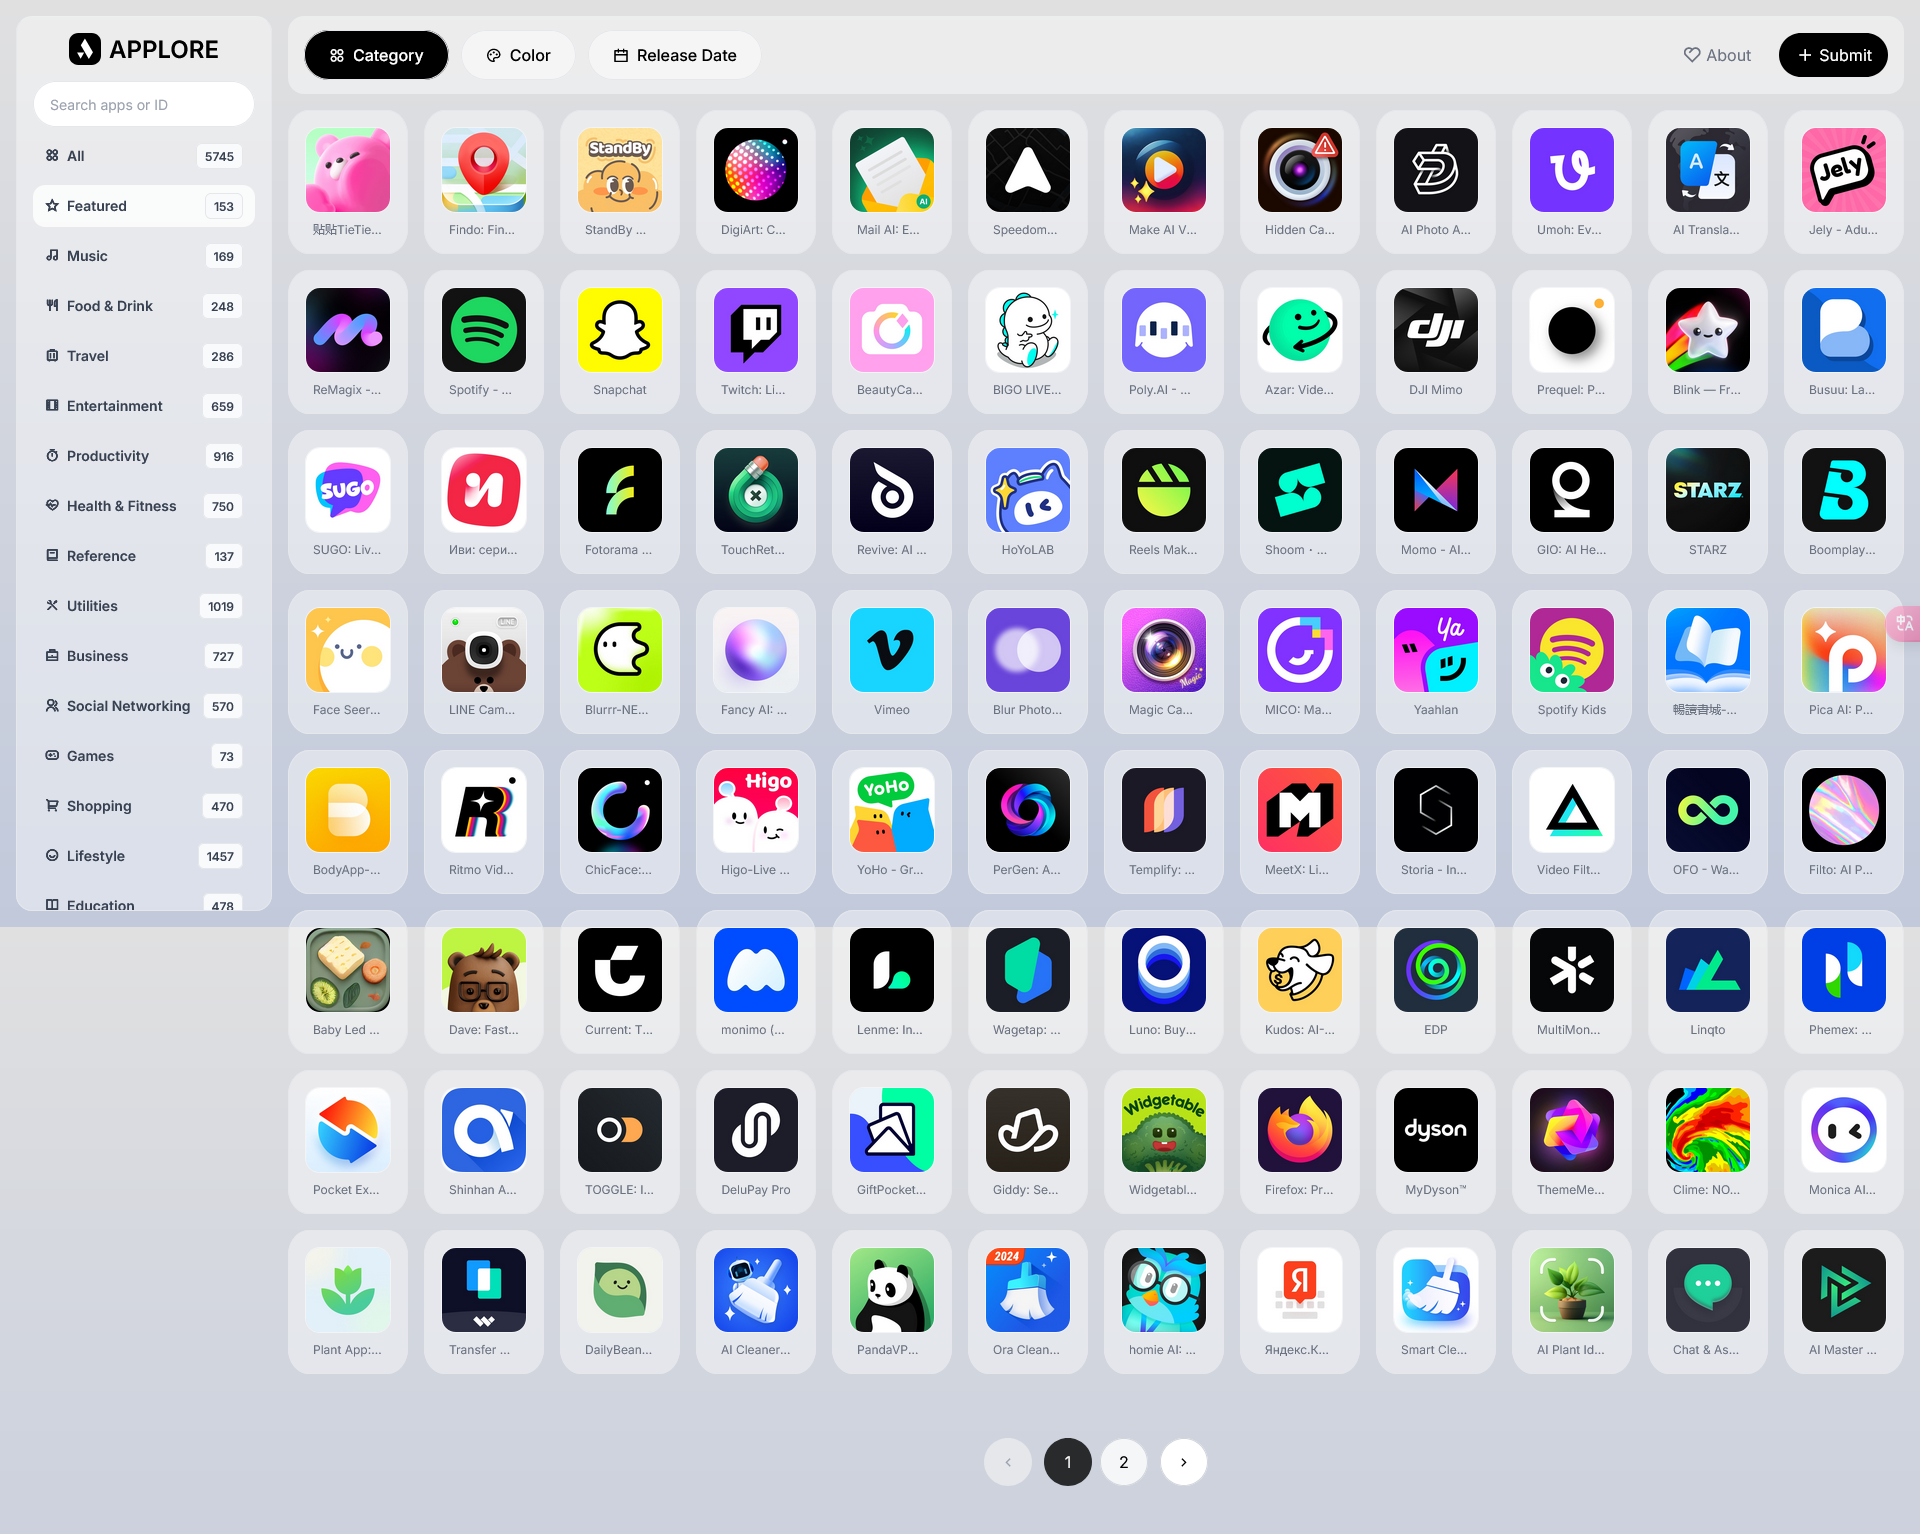 APPLORE
Search apps or ID
All 5745
Featured 153
Music 169
Food & Drink 248
Travel 286
Entertainment 659
Productivity 916
Health & Fitness 750
Reference 137
Utilities 1019
Business 727
Social Networking 570
Games 73
Shopping 470
Lifestyle 1457
Education 478
Category Color Release Date About Submit
StandBy
AI
A 文
Jely
贴贴TieTie... Findo: Fin... StandBy ... DigiArt: C... Mail AI: E... Speedom... Make AI V... Hidden Ca... AI Photo A... Umoh: Ev... AI Transla... Jely - Adu...
dji
ReMagix -... Spotify - ... Snapchat Twitch: Li... BeautyCa... BIGO LIVE... Poly.AI - ... Azar: Vide... DJI Mimo Prequel: P... Blink — Fr... Busuu: La...
SUGO
STARZ
SUGO: Liv... Иви: сери... Fotorama ... TouchRet... Revive: AI ... HoYoLAB Reels Mak... Shoom · ... Momo - AI... GIO: AI He... STARZ Boomplay...
LINE
Magic
Ya
中 A
Face Seer... LINE Cam... Blurrr-NE... Fancy AI: ... Vimeo Blur Photo... Magic Ca... MICO: Ma... Yaahlan Spotify Kids 暢讀書城-... Pica AI: P...
R
Higo
YoHo
M
BodyApp-... Ritmo Vid... ChicFace:... Higo-Live ... YoHo - Gr... PerGen: A... Templify: ... MeetX: Li... Storia - In... Video Filt... OFO - Wa... Filto: AI P...
Baby Led ... Dave: Fast... Current: T... monimo (... Lenme: In... Wagetap: ... Luno: Buy... Kudos: AI-... EDP MultiMon... Linqto Phemex: ...
Widgetable
dyson
Pocket Ex... Shinhan A... TOGGLE: I... DeluPay Pro GiftPocket... Giddy: Se... Widgetabl... Firefox: Pr... MyDyson™ ThemeMe... Clime: NO... Monica AI...
2024
Я
Plant App:... Transfer ... DailyBean... AI Cleaner... PandaVP... Ora Clean... homie AI: ... Яндекс.К... Smart Cle... AI Plant Id... Chat & As... AI Master ...
1 2